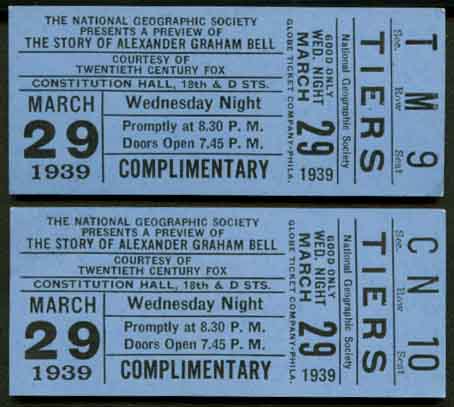 THE NATIONAL GEOGRAPHIC SOCIETY
PRESENTS A PREVIEW OF
THE STORY OF ALEXANDER GRAHAM BELL
COURTESY OF
TWENTIETH CENTURY FOX
CONSTITUTION HALL, 18th & D STS.
MARCH
29
1939
Wednesday Night
Promptly at 8.30 P. M.
Doors Open 7.45 P. M.
COMPLIMENTARY
GLOBE TICKET COMPANY-PHILA.
GOOD ONLY
WED. NIGHT
MARCH
29
1939
National Geographic Society
TIERS
Sec. Row Seat
T M 9
THE NATIONAL GEOGRAPHIC SOCIETY
PRESENTS A PREVIEW OF
THE STORY OF ALEXANDER GRAHAM BELL
COURTESY OF
TWENTIETH CENTURY FOX
CONSTITUTION HALL, 18th & D STS.
MARCH
29
1939
Wednesday Night
Promptly at 8.30 P. M.
Doors Open 7.45 P. M.
COMPLIMENTARY
GLOBE TICKET COMPANY-PHILA.
GOOD ONLY
WED. NIGHT
MARCH
29
1939
National Geographic Society
TIERS
Sec. Row Seat
C N 10